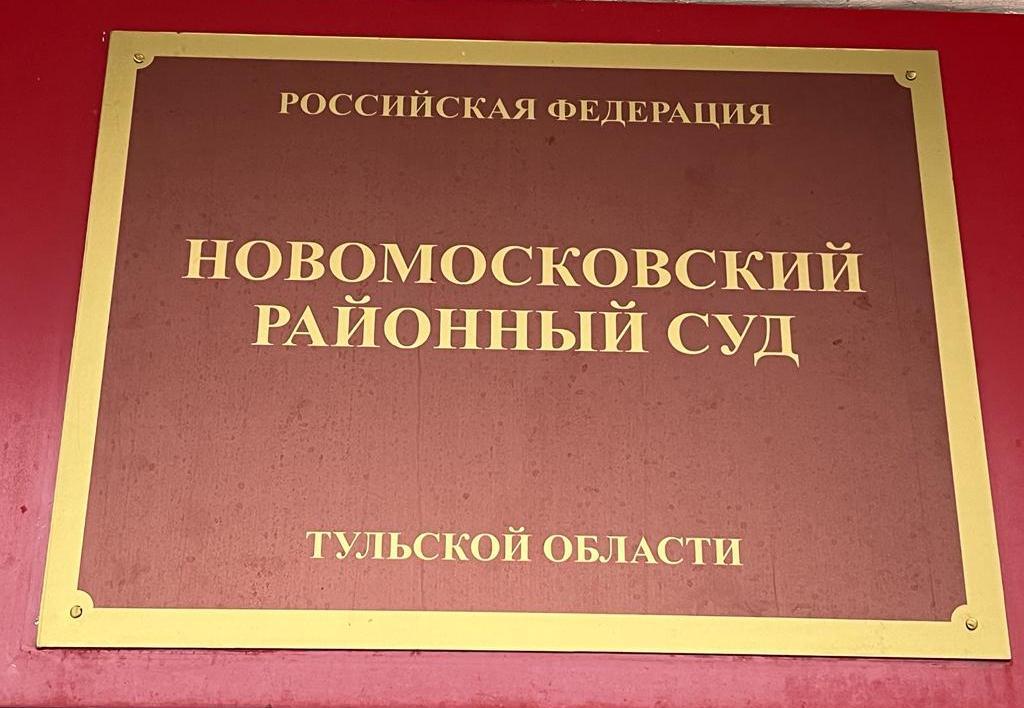 РОССИЙСКАЯ ФЕДЕРАЦИЯ
НОВОМОСКОВСКИЙ
РАЙОННЫЙ СУД
ТУЛЬСКОЙ ОБЛАСТИ